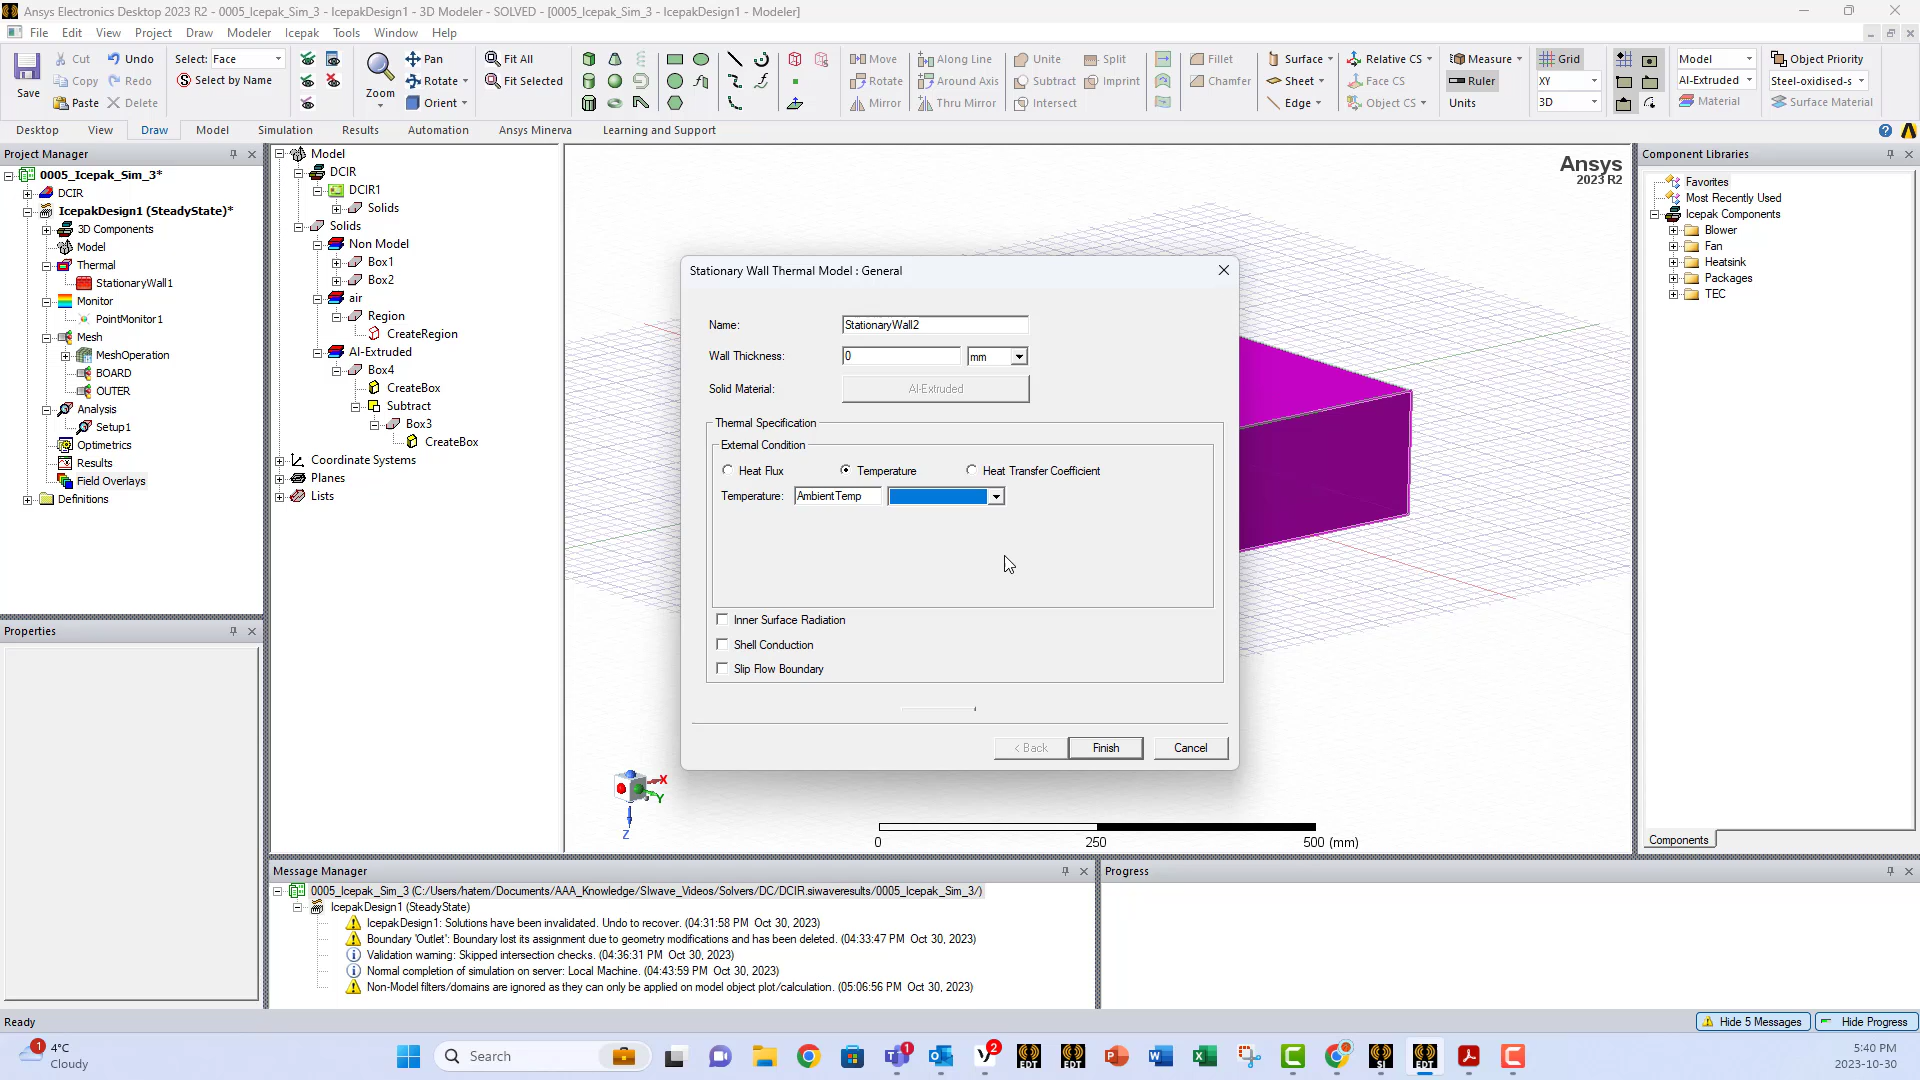 Ansys Electronics Desktop 2023 R2 - 0005_Icepak_Sim_3 - IcepakDesign1 - 3D Modeler - SOLVED - [0005_Icepak_Sim_3 - IcepakDesign1 - Modeler]
File Edit View Project Draw Modeler Icepak Tools Window Help
Save Cut Copy Paste Undo Redo Delete Select: Face Select by Name Zoom Pan Rotate Orient Fit All Fit Selected
Move Rotate Mirror Along Line Around Axis Thru Mirror Unite Subtract Intersect Split Imprint Fillet Chamfer
Surface Sheet Edge Relative CS Face CS Object CS Measure Ruler Units Grid XY 3D
Model Al-Extruded Material Object Priority Steel-oxidised-s Surface Material
Desktop View Draw Model Simulation Results Automation Ansys Minerva Learning and Support
Project Manager
0005_Icepak_Sim_3*
DCIR
IcepakDesign1 (SteadyState)*
3D Components
Model
Thermal
StationaryWall1
Monitor
PointMonitor1
Mesh
MeshOperation
BOARD
OUTER
Analysis
Setup1
Optimetrics
Results
Field Overlays
Definitions
Properties
Model
DCIR
DCIR1
Solids
Solids
Non Model
Box1
Box2
air
Region
CreateRegion
Al-Extruded
Box4
CreateBox
Subtract
Box3
CreateBox
Coordinate Systems
Planes
Lists
Ansys
2023 R2
Stationary Wall Thermal Model : General
Name: StationaryWall2
Wall Thickness: 0 mm
Solid Material: Al-Extruded
Thermal Specification
External Condition
Heat Flux Temperature Heat Transfer Coefficient
Temperature: AmbientTemp
Inner Surface Radiation
Shell Conduction
Slip Flow Boundary
< Back Finish Cancel
X
Y
Z
0 250 500 (mm)
Component Libraries
Favorites
Most Recently Used
Icepak Components
Blower
Fan
Heatsink
Packages
TEC
Components
Message Manager
0005_Icepak_Sim_3 (C:/Users/hatem/Documents/AAA_Knowledge/SIwave_Videos/Solvers/DC/DCIR.siwaveresults/0005_Icepak_Sim_3/)
IcepakDesign1 (SteadyState)
IcepakDesign1: Solutions have been invalidated. Undo to recover. (04:31:58 PM Oct 30, 2023)
Boundary 'Outlet': Boundary lost its assignment due to geometry modifications and has been deleted. (04:33:47 PM Oct 30, 2023)
Validation warning: Skipped intersection checks. (04:36:31 PM Oct 30, 2023)
Normal completion of simulation on server: Local Machine. (04:43:59 PM Oct 30, 2023)
Non-Model filters/domains are ignored as they can only be applied on model object plot/calculation. (05:06:56 PM Oct 30, 2023)
Progress
Ready
Hide 5 Messages Hide Progress
1
4°C
Cloudy
Search
1
2
EDT
EDT
SI
EDT
5:40 PM
2023-10-30